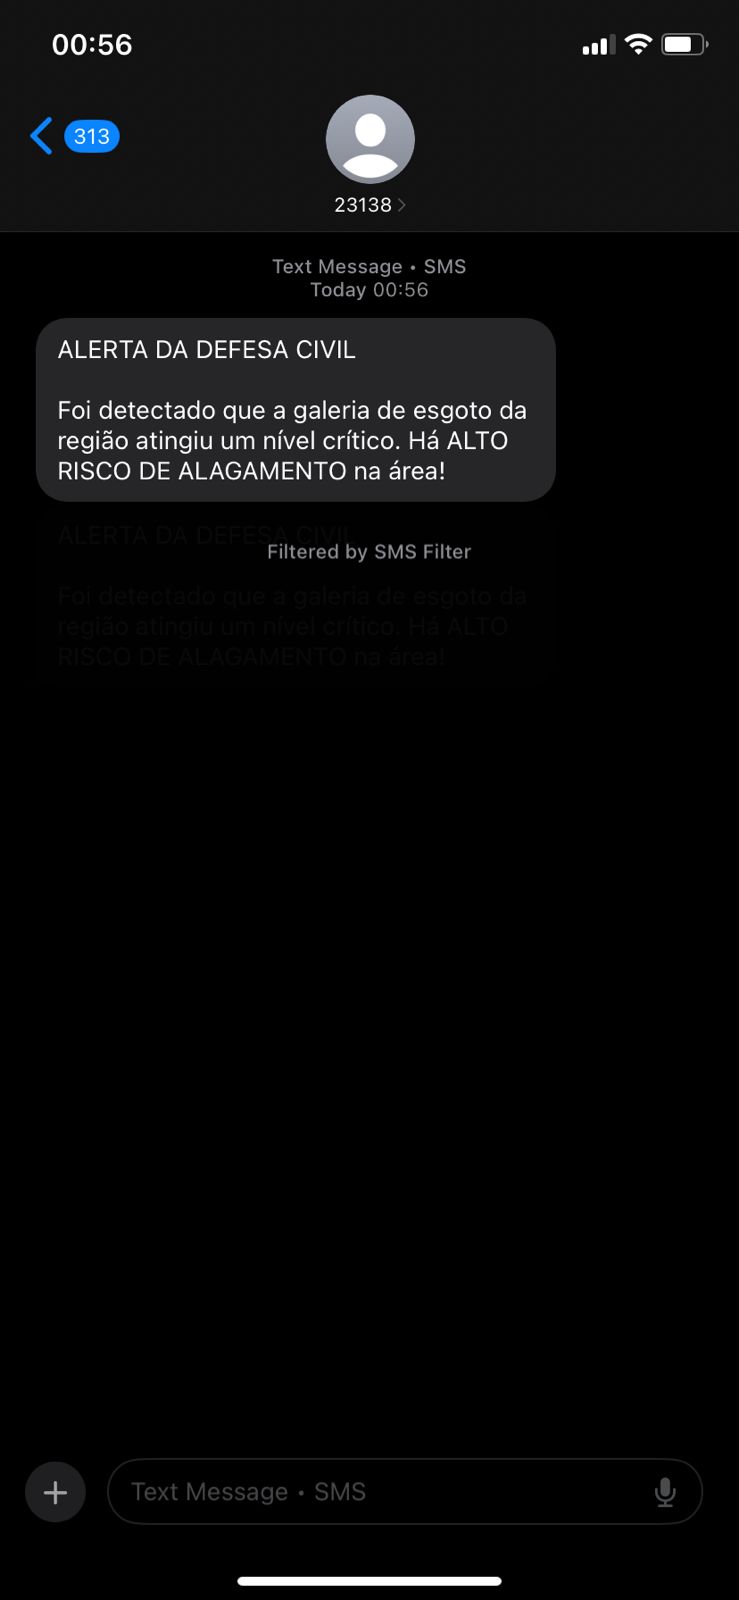 00:56
313
23138
Text Message • SMS
Today 00:56
ALERTA DA DEFESA CIVIL
Foi detectado que a galeria de esgoto da
região atingiu um nível crítico. Há ALTO
RISCO DE ALAGAMENTO na área!
ALERTA DA DEFESA CIVIL
Filtered by SMS Filter
Foi detectado que a galeria de esgoto da
região atingiu um nível crítico. Há ALTO
RISCO DE ALAGAMENTO na área!
Text Message • SMS